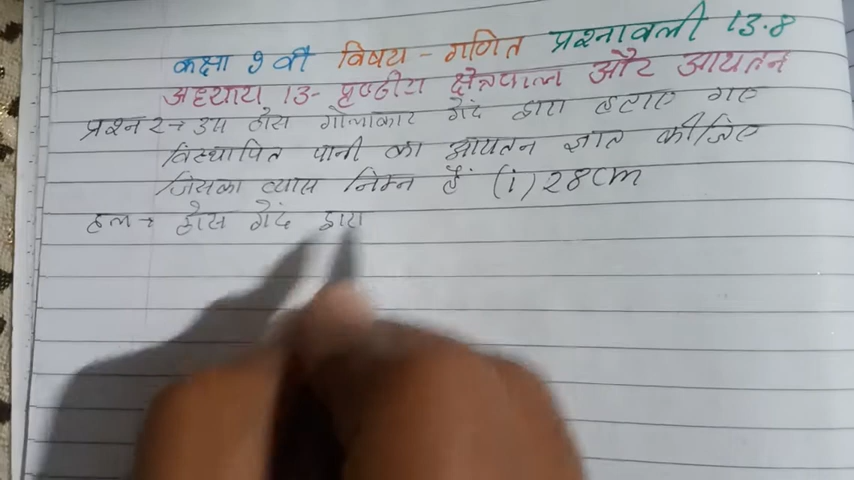 कक्षा 9 वी विषय - गणित प्रश्नावली 13.8
अध्याय 13- पृष्ठीय क्षेत्रफल और आयतन
प्रश्न 2→ उस ठोस गोलाकार गेंद द्वारा हटाए गए
विस्थापित पानी का आयतन ज्ञात कीजिए
जिसका व्यास निम्न है: (i) 28cm
हल→ ठोस गेंद द्वारा